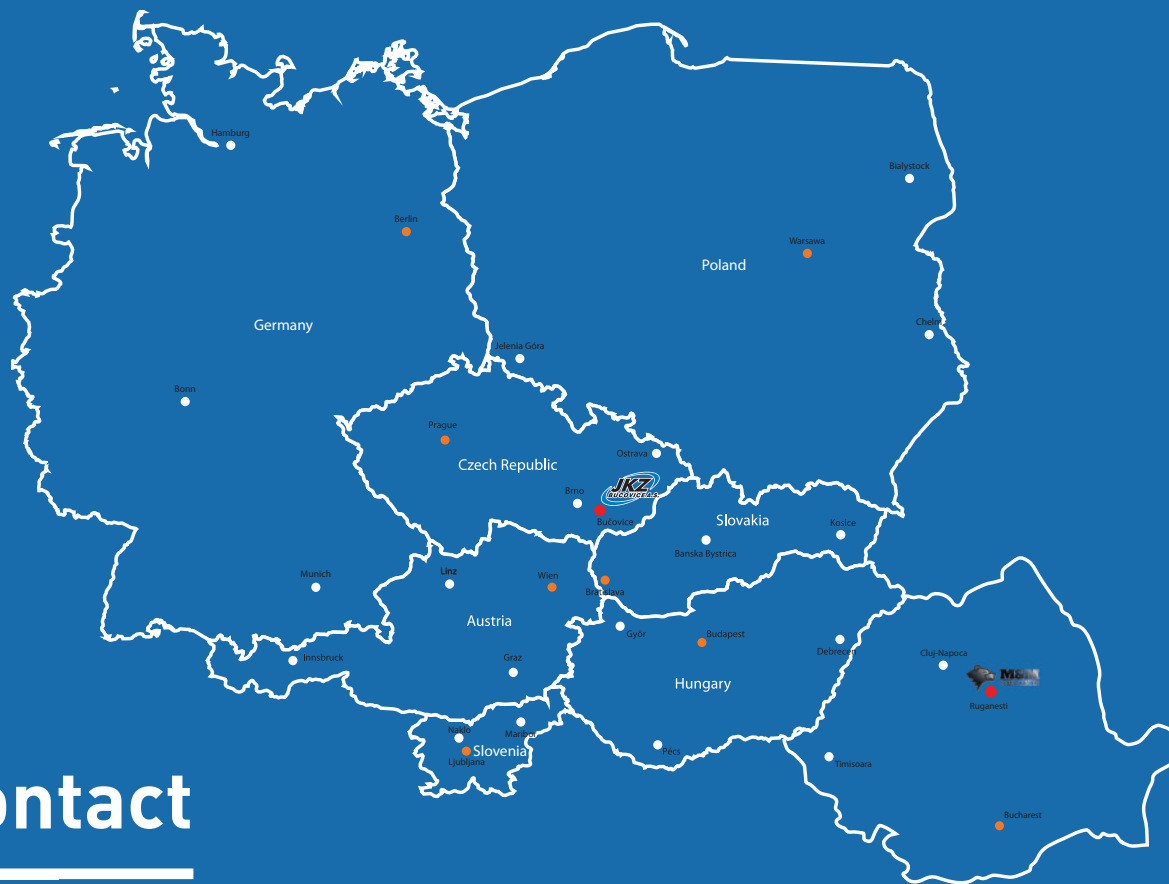 Hamburg
Białystock
Berlin
Warsawa
Poland
Germany
Chelm
Jelenia Góra
Bonn
Prague
Ostrava
Czech Republic
JKZ
BUČOVICE A.S.
Brno
Bučovice
Slovakia
Kosice
Banska Bystrica
Munich
Linz
Wien
Bratislava
Austria
Györ
Budapest
Debrecen
Innsbruck
Graz
Cluj-Napoca
M&M
Hungary
Ruganesti
Naklo
Maribor
Slovenia
Ljubljana
Pécs
Timisoara
ontact
Bucharest